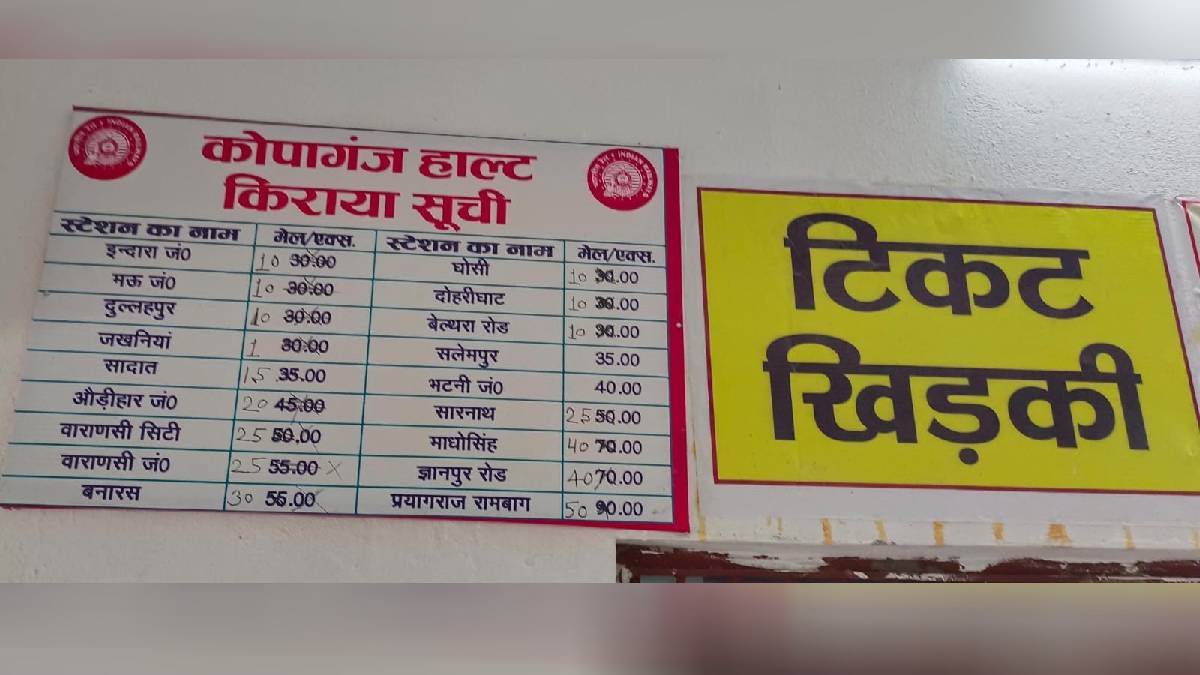 कोपागंज हाल्ट
किराया सूची
स्टेशन का नाम मेल/एक्स. स्टेशन का नाम मेल/एक्स.
इन्दारा जं0 10 30.00 घोसी 10 30.00
मऊ जं0 10 30.00 दोहरीघाट 10 30.00
दुल्लहपुर 10 30.00 बेल्थरा रोड 10 30.00
जखनियां 1 30.00 सलेमपुर 35.00
सादात 15 35.00 भटनी जं0 40.00
औड़ीहार जं0 20 45.00 सारनाथ 25 50.00
वाराणसी सिटी 25 50.00 माधोसिंह 40 70.00
वाराणसी जं0 25 55.00 ज्ञानपुर रोड 40 70.00
बनारस 30 55.00 प्रयागराज रामबाग 50 90.00
टिकट
खिड़की